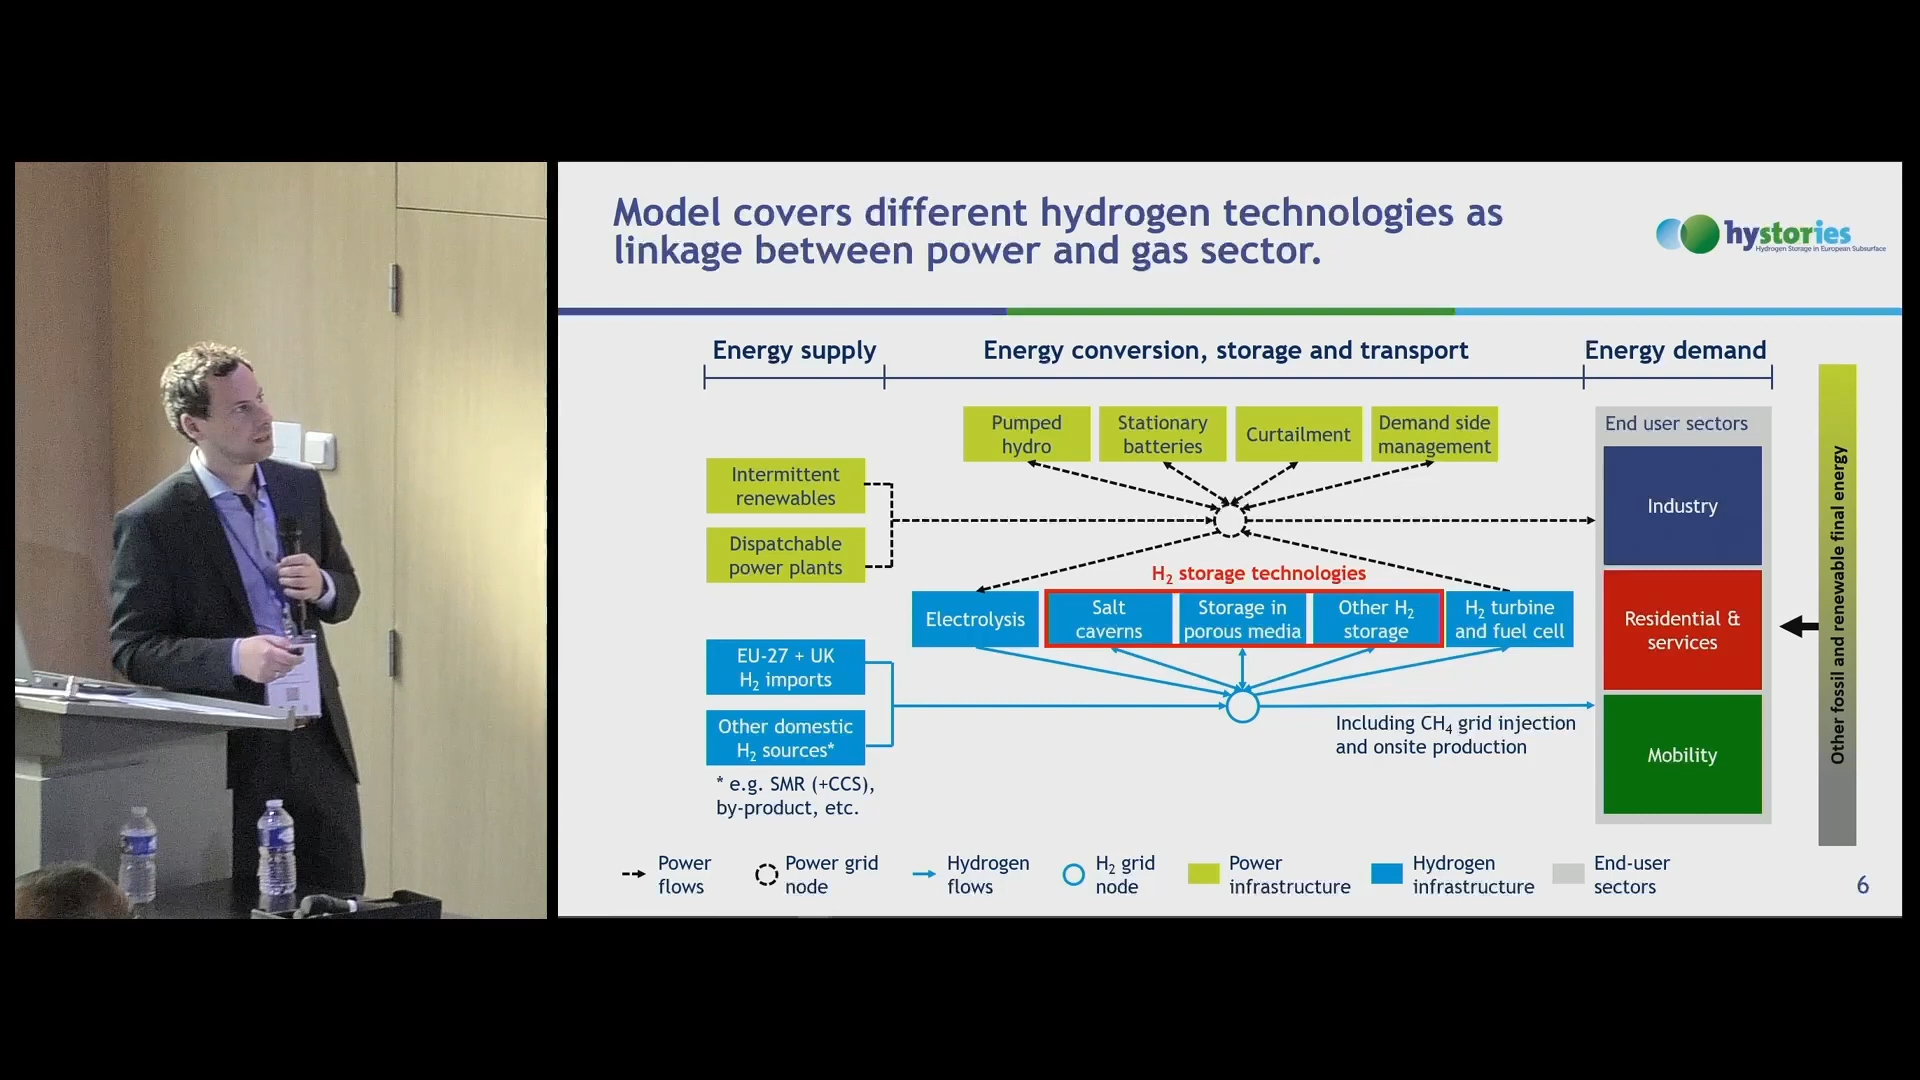 Model covers different hydrogen technologies as
linkage between power and gas sector.
hystories
Hydrogen Storage in European Subsurface
Energy supply
Energy conversion, storage and transport
Energy demand
Pumped
hydro
Stationary
batteries
Curtailment
Demand side
management
End user sectors
Intermittent
renewables
Dispatchable
power plants
Industry
H₂ storage technologies
Electrolysis
Salt
caverns
Storage in
porous media
Other H₂
storage
H₂ turbine
and fuel cell
Residential &
services
Other fossil and renewable final energy
EU-27 + UK
H₂ imports
Other domestic
H₂ sources*
* e.g. SMR (+CCS),
by-product, etc.
Including CH₄ grid injection
and onsite production
Mobility
Power
flows
Power grid
node
Hydrogen
flows
H₂ grid
node
Power
infrastructure
Hydrogen
infrastructure
End-user
sectors
6